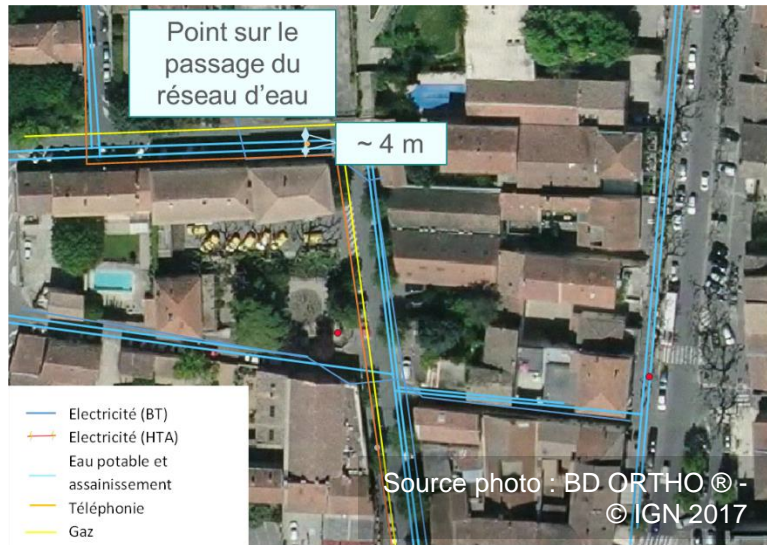 Point sur le
passage du
réseau d'eau
~ 4 m
Electricité (BT)
Electricité (HTA)
Eau potable et
assainissement
Téléphonie
Gaz
Source photo : BD ORTHO ® -
© IGN 2017